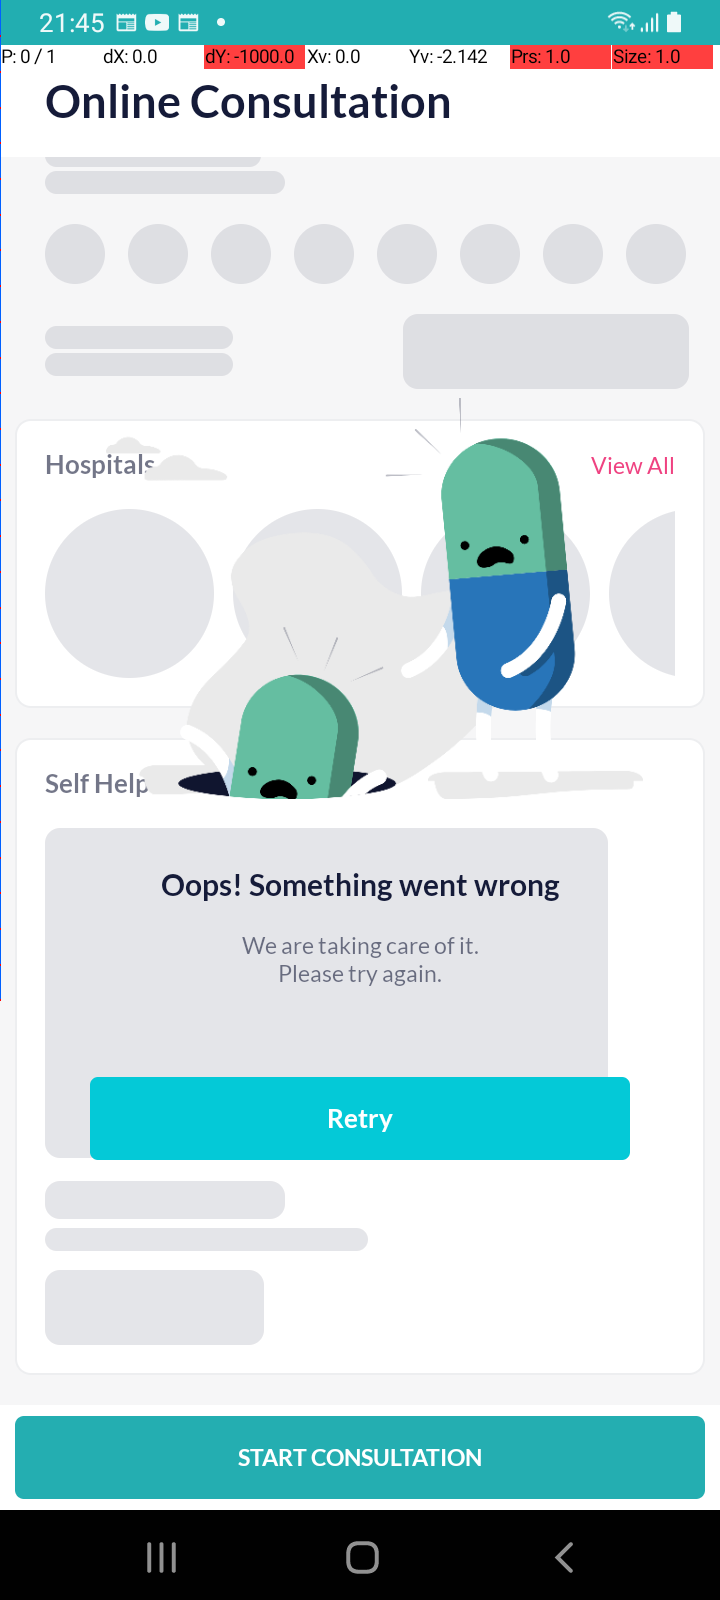 21:45
P: 0 / 1 dX: 0.0 dY: -1000.0 Xv: 0.0 Yv: -2.142 Prs: 1.0 Size: 1.0
Online Consultation
Hospitals View All
Self Help
Oops! Something went wrong
We are taking care of it.
Please try again.
Retry
START CONSULTATION